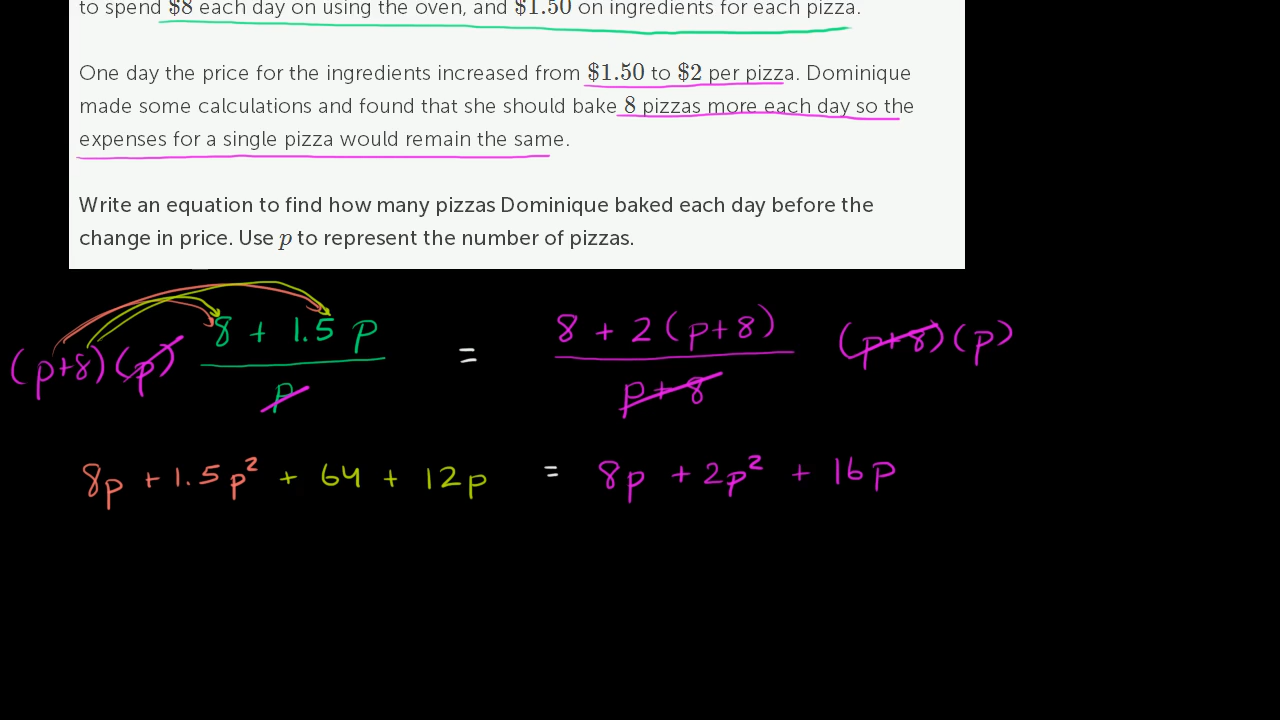 to spend $8 each day on using the oven, and $1.50 on ingredients for each pizza.
One day the price for the ingredients increased from $1.50 to $2 per pizza. Dominique
made some calculations and found that she should bake 8 pizzas more each day so the
expenses for a single pizza would remain the same.
Write an equation to find how many pizzas Dominique baked each day before the
change in price. Use p to represent the number of pizzas.
(p+8)(p) 8 + 1.5 p / p = 8 + 2(p+8) / p+8 (p+8)(p)
8p + 1.5p² + 64 + 12p = 8p + 2p² + 16p